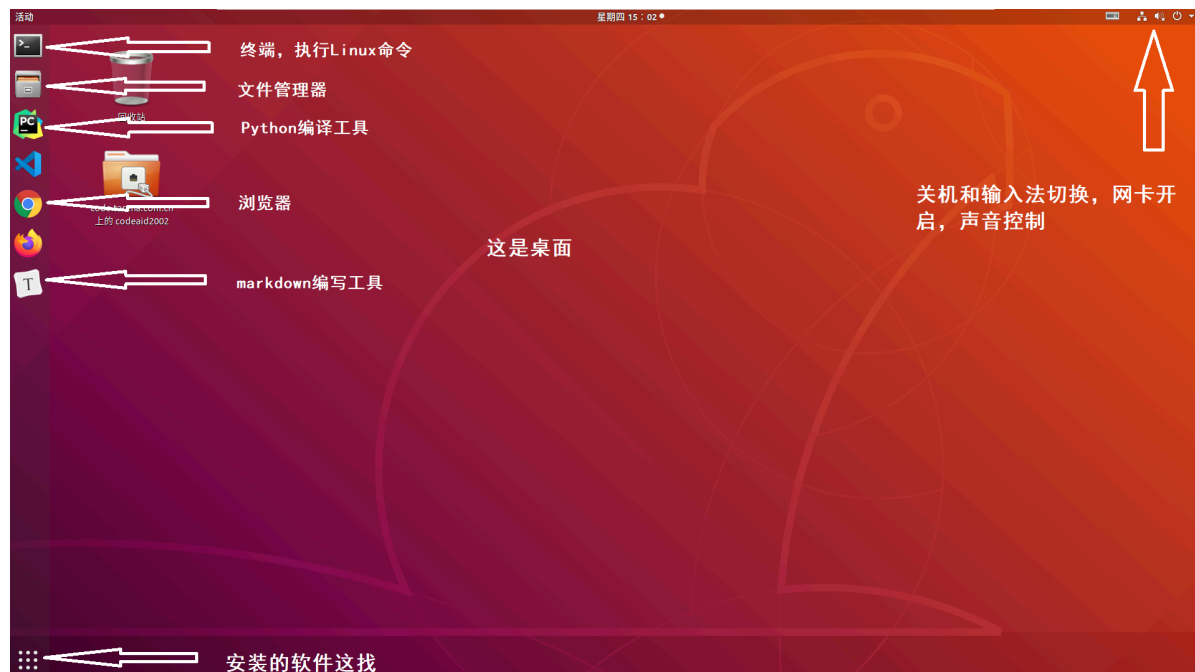 活动
星期四 15：02
终端，执行Linux命令
文件管理器
回收站
Python编译工具
PC
浏览器
上的 codeaid2002
这是桌面
关机和输入法切换，网卡开
启，声音控制
T
markdown编写工具
安装的软件这找